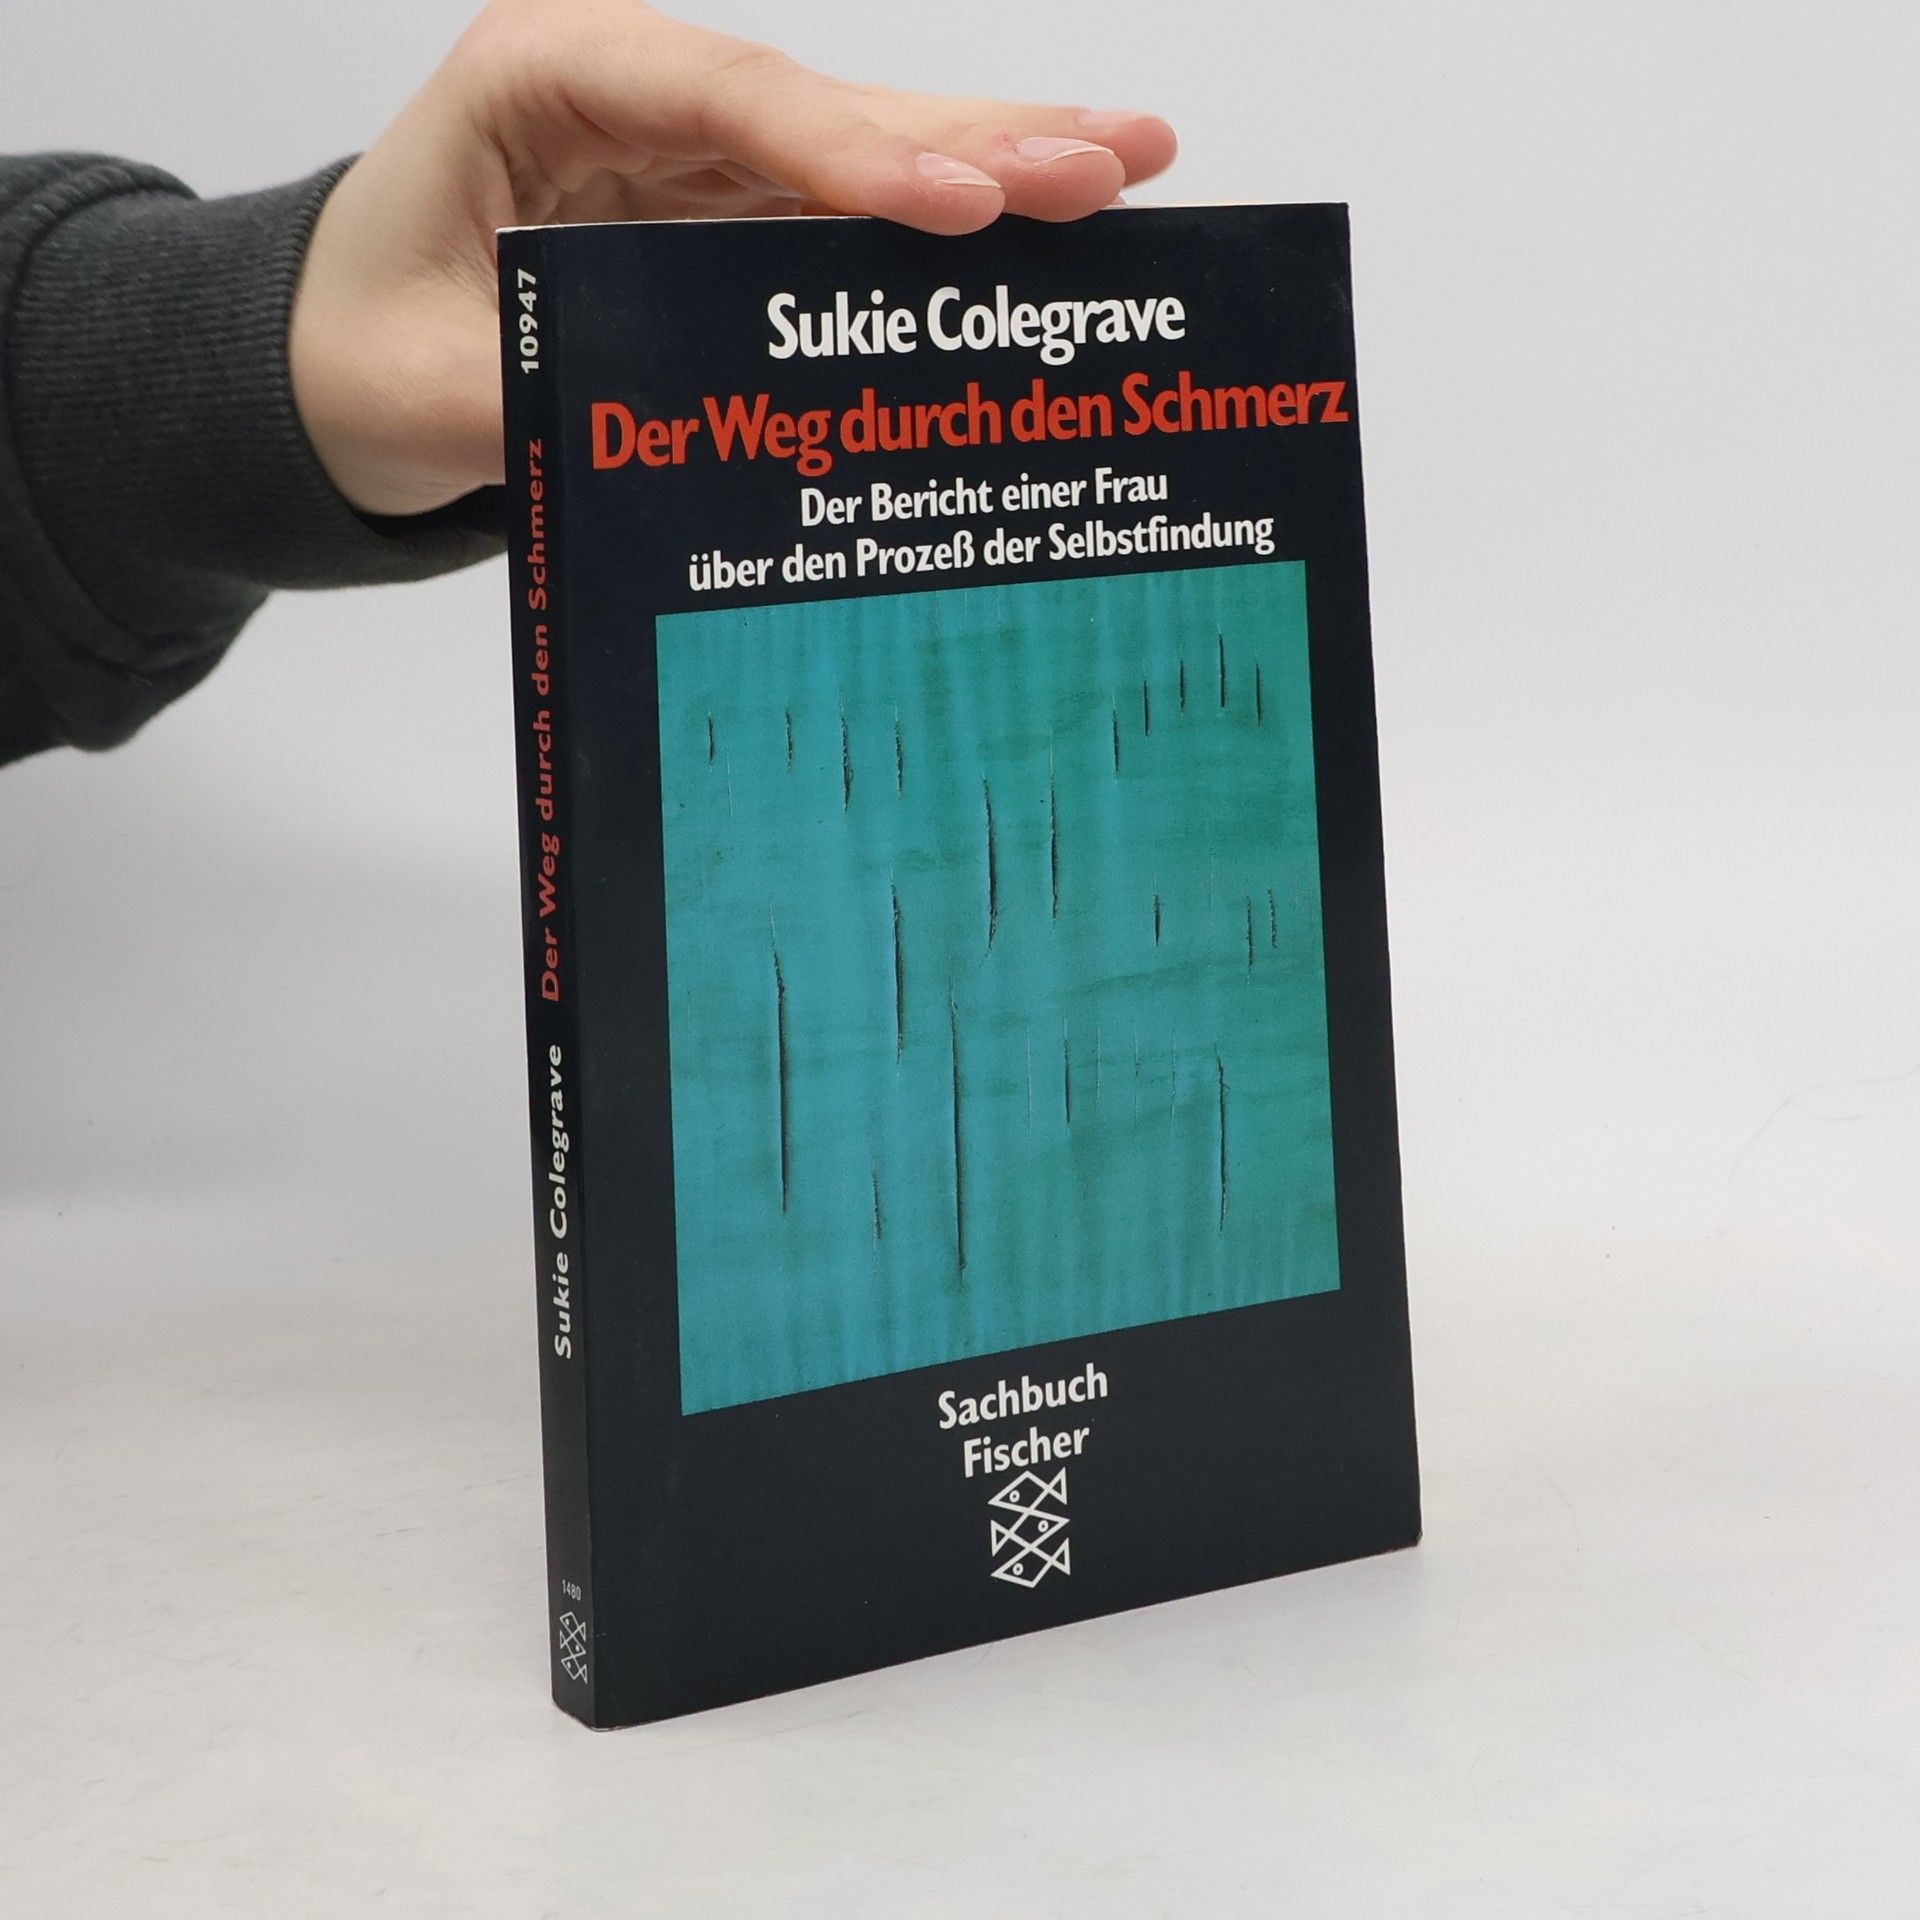 Sukie Colegrave
Der Weg durch den Schmerz
Der Bericht einer Frau
über den Prozeß der Selbstfindung
Sachbuch
Fischer
Sukie Colegrave Der Weg durch den Schmerz 10947
1480